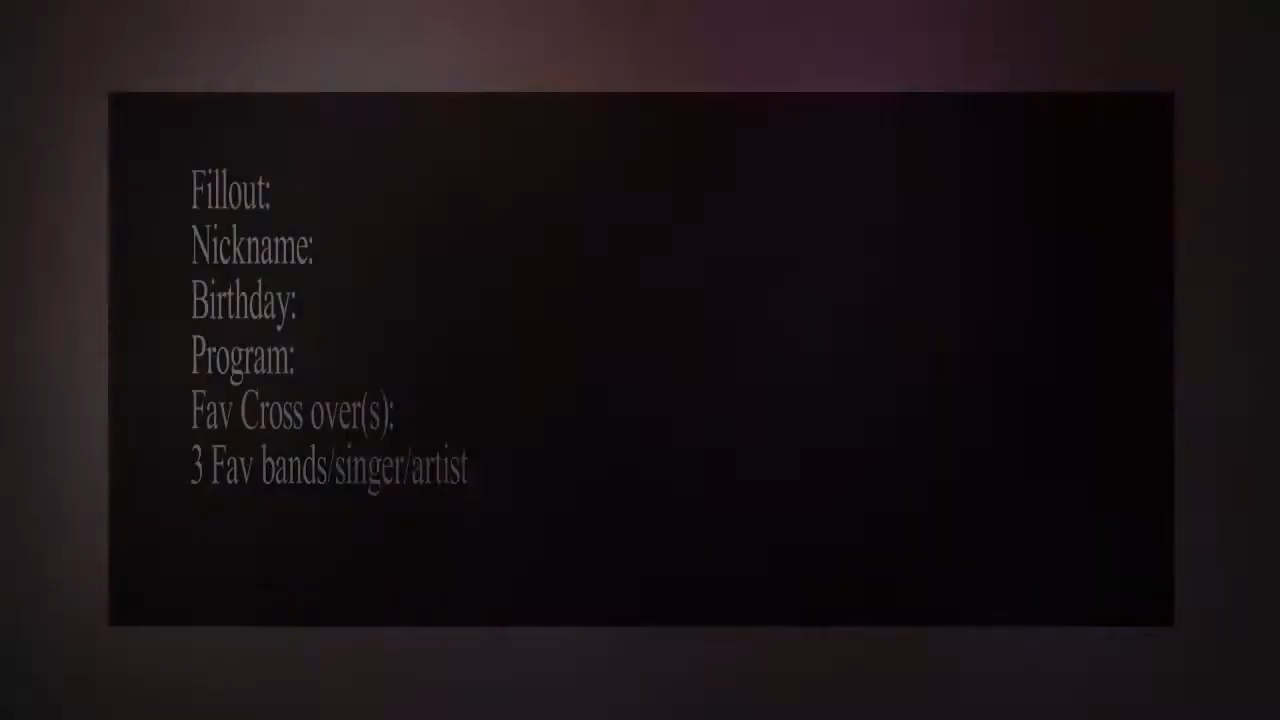 Fillout:
Nickname:
Birthday:
Program:
Fav Cross over(s):
3 Fav bands/singer/artist